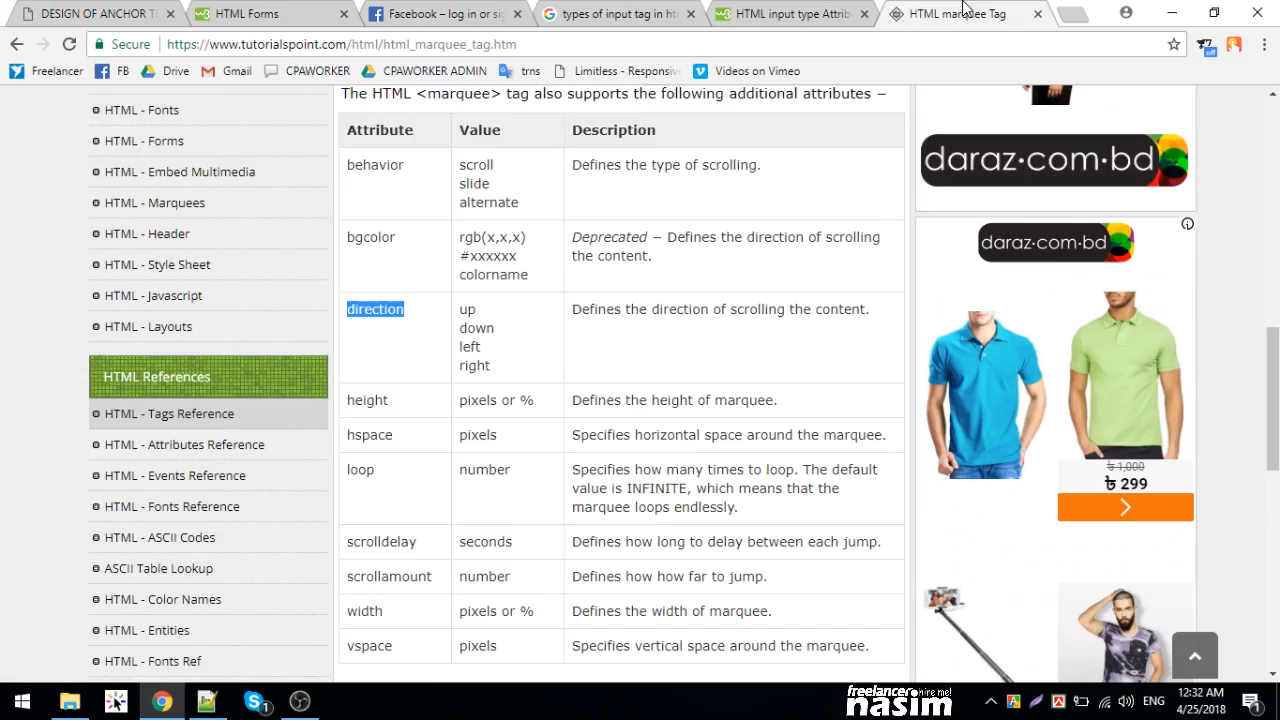 DESIGN OF ANCHOR T
HTML Forms
Facebook – log in or sig
types of input tag in ht
HTML input type Attrib
HTML marquee Tag
Secure
https://www.tutorialspoint.com/html/html_marquee_tag.htm
Freelancer
FB
Drive
Gmail
CPAWORKER
CPAWORKER ADMIN
trns
Limitless - Responsiv
Videos on Vimeo
off
HTML - Fonts
HTML - Forms
HTML - Embed Multimedia
HTML - Marquees
HTML - Header
HTML - Style Sheet
HTML - Javascript
HTML - Layouts
HTML References
HTML - Tags Reference
HTML - Attributes Reference
HTML - Events Reference
HTML - Fonts Reference
HTML - ASCII Codes
ASCII Table Lookup
HTML - Color Names
HTML - Entities
HTML - Fonts Ref
The HTML <marquee> tag also supports the following additional attributes −
Attribute Value Description
behavior scroll Defines the type of scrolling.
slide
alternate
bgcolor rgb(x,x,x) Deprecated − Defines the direction of scrolling
#xxxxxx the content.
colorname
direction up Defines the direction of scrolling the content.
down
left
right
height pixels or % Defines the height of marquee.
hspace pixels Specifies horizontal space around the marquee.
loop number Specifies how many times to loop. The default
value is INFINITE, which means that the
marquee loops endlessly.
scrolldelay seconds Defines how long to delay between each jump.
scrollamount number Defines how how far to jump.
width pixels or % Defines the width of marquee.
vspace pixels Specifies vertical space around the marquee.
daraz·com·bd
daraz·com·bd
৳ 1,000
৳ 299
freelancer hire me!
nasim
ENG
12:32 AM
4/25/2018
1
1